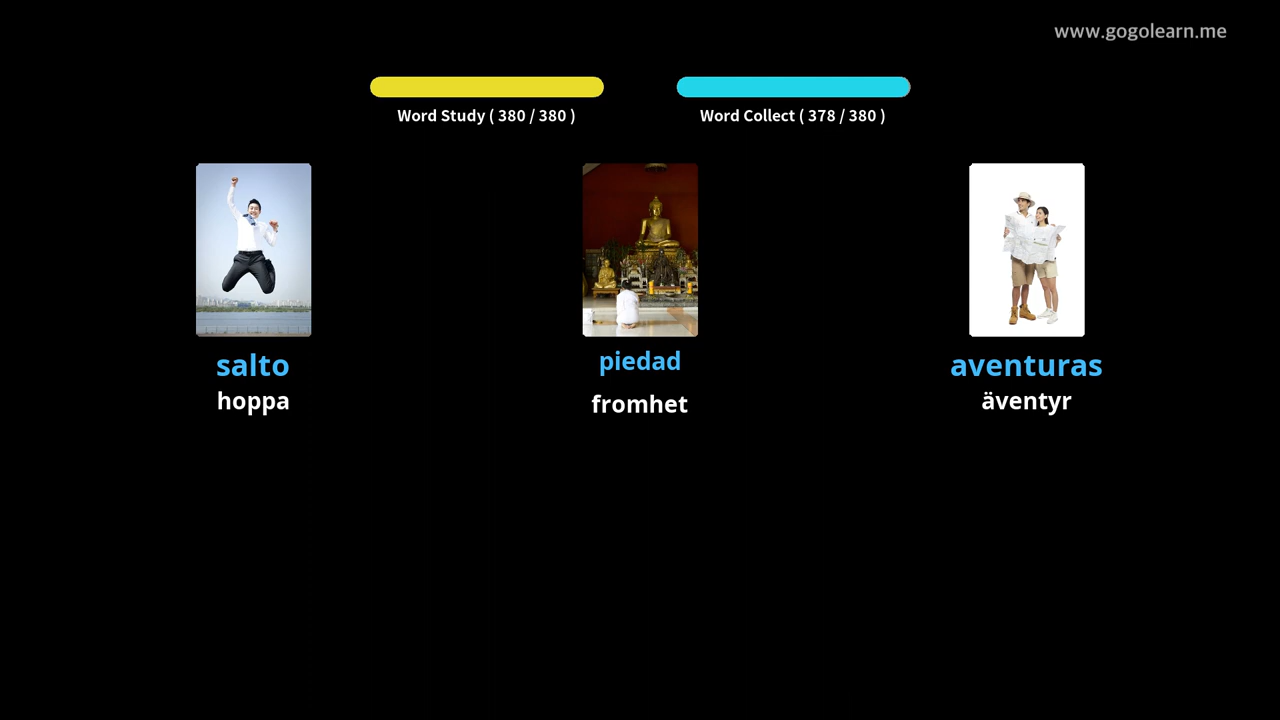 www.gogolearn.me
Word Study ( 380 / 380 )
Word Collect ( 378 / 380 )
salto
hoppa
piedad
fromhet
aventuras
äventyr